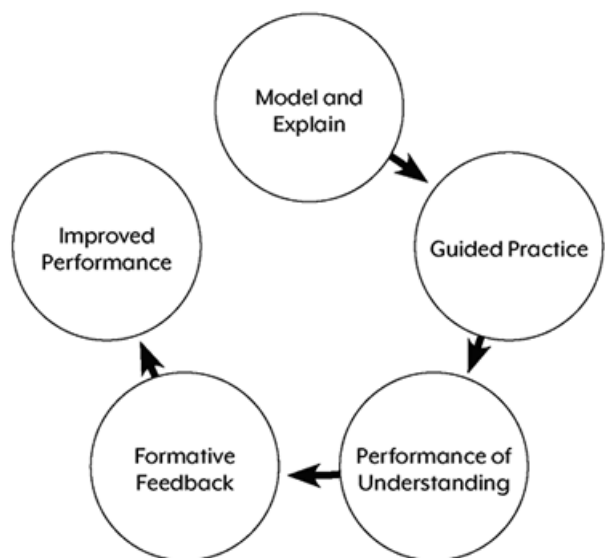 Model and
Explain
Guided Practice
Performance of
Understanding
Formative
Feedback
Improved
Performance